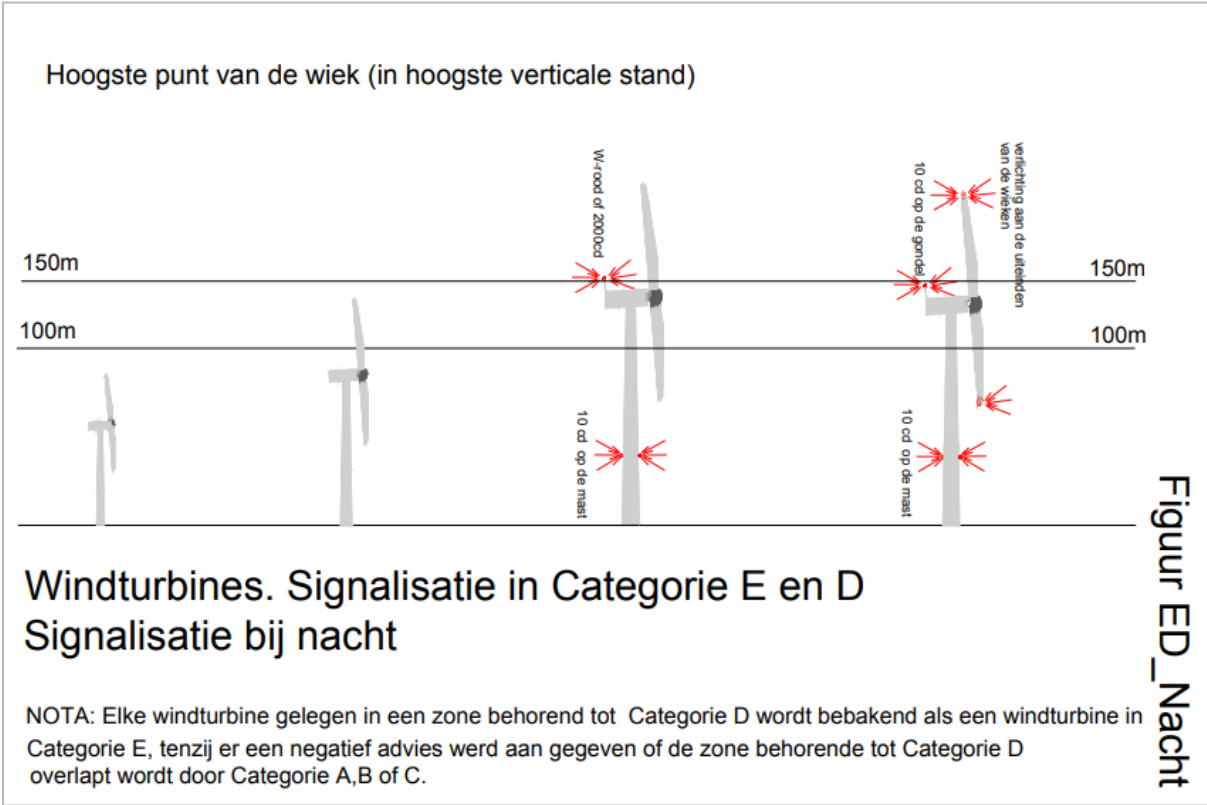 Hoogste punt van de wiek (in hoogste verticale stand)
W-rood of 2000cd
10 cd op de gondel
verlichting aan de uiteinden
van de wieken
150m
150m
100m
100m
10 cd op de mast
10 cd op de mast
Windturbines. Signalisatie in Categorie E en D
Signalisatie bij nacht
Figuur ED_Nacht
NOTA: Elke windturbine gelegen in een zone behorend tot Categorie D wordt bebakend als een windturbine in
Categorie E, tenzij er een negatief advies werd aan gegeven of de zone behorende tot Categorie D
overlapt wordt door Categorie A,B of C.